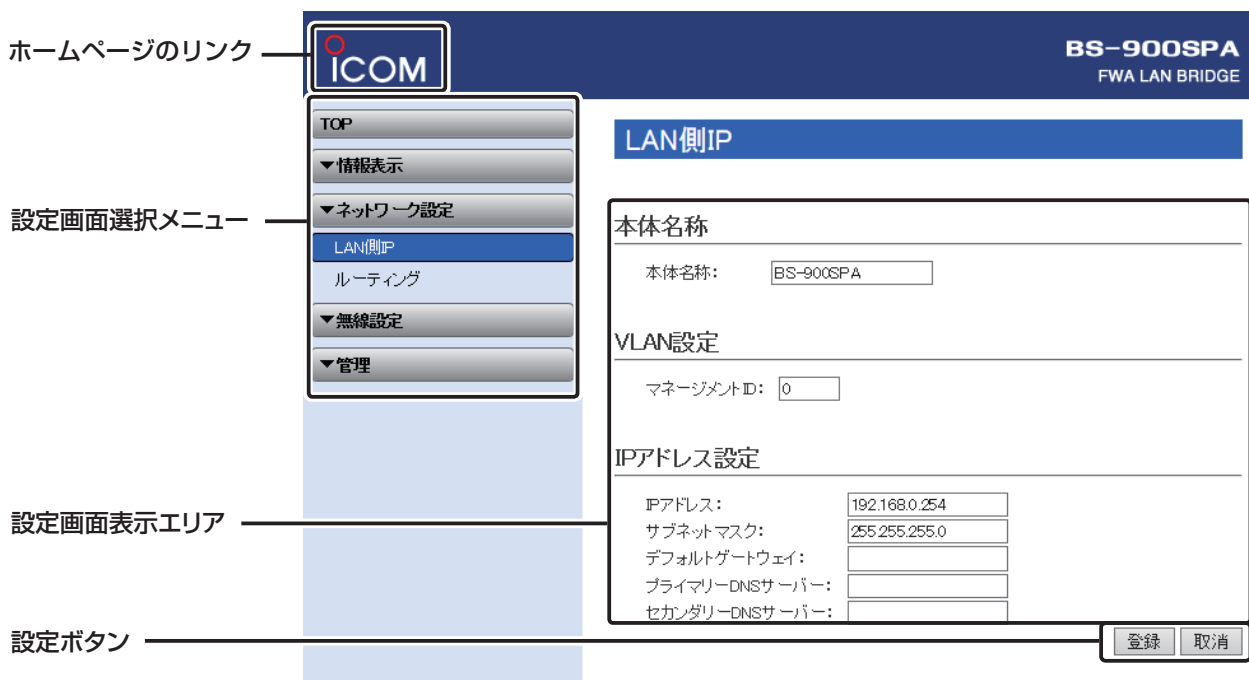 ホームページのリンク
ICOM
BS-900SPA
FWA LAN BRIDGE
TOP
▼情報表示
設定画面選択メニュー
▼ネットワーク設定
LAN側IP
ルーティング
▼無線設定
▼管理
LAN側IP
本体名称
本体名称: BS-900SPA
VLAN設定
マネージメントID: 0
IPアドレス設定
設定画面表示エリア
IPアドレス: 192.168.0.254
サブネットマスク: 255.255.255.0
デフォルトゲートウェイ:
プライマリーDNSサーバー:
セカンダリーDNSサーバー:
設定ボタン
登録 取消